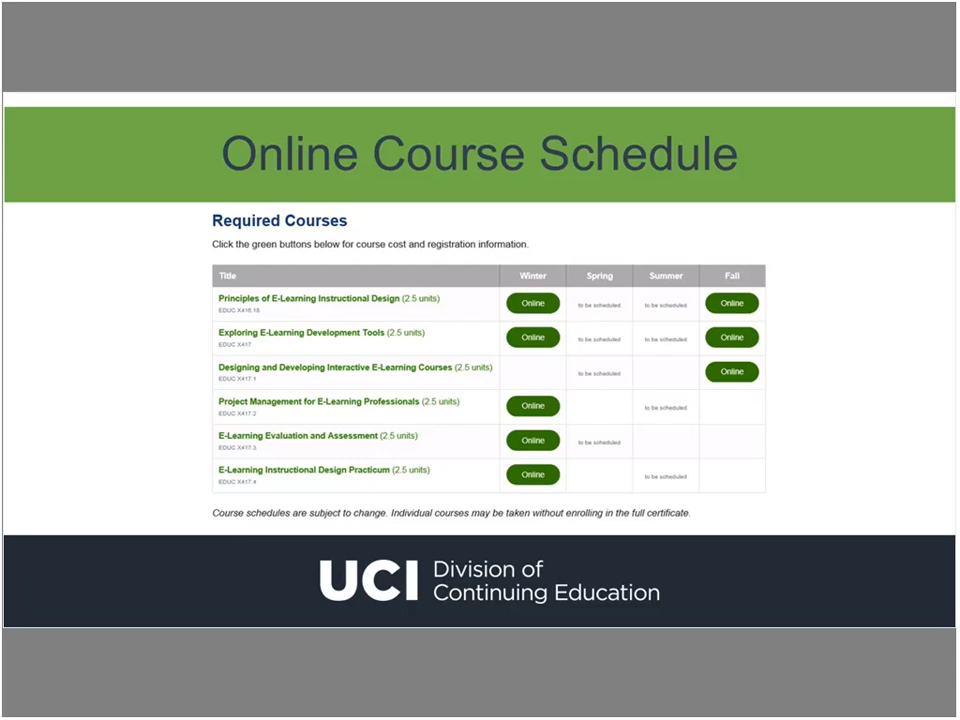 Online Course Schedule
Required Courses
Click the green buttons below for course cost and registration information.
Title Winter Spring Summer Fall
Principles of E-Learning Instructional Design (2.5 units) Online to be scheduled to be scheduled Online
EDUC X416.15
Exploring E-Learning Development Tools (2.5 units) Online to be scheduled to be scheduled Online
EDUC X417
Designing and Developing Interactive E-Learning Courses (2.5 units) to be scheduled Online
EDUC X417.1
Project Management for E-Learning Professionals (2.5 units) Online to be scheduled
EDUC X417.2
E-Learning Evaluation and Assessment (2.5 units) Online to be scheduled
EDUC X417.3
E-Learning Instructional Design Practicum (2.5 units) Online to be scheduled
EDUC X417.4
Course schedules are subject to change. Individual courses may be taken without enrolling in the full certificate.
UCI Division of
Continuing Education